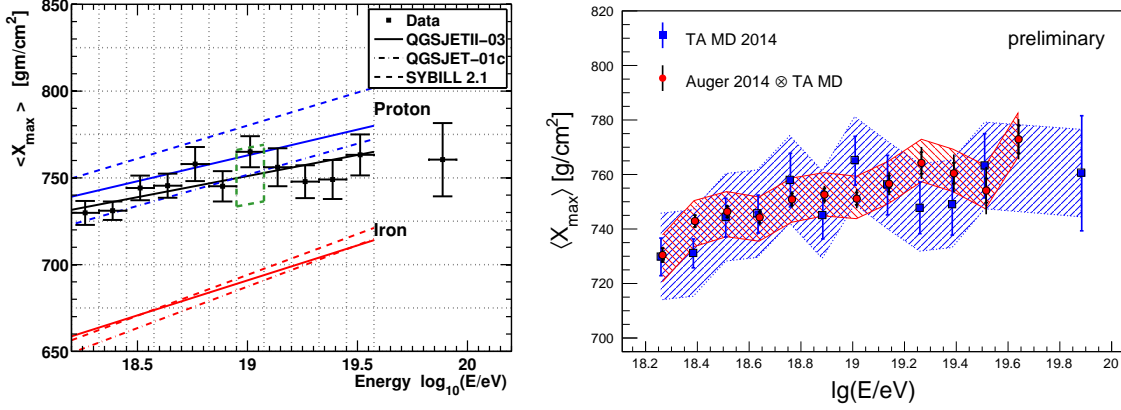 850
800
750
700
650
<X_max> [gm/cm²]
Data
QGSJETII-03
QGSJET-01c
SYBILL 2.1
Proton
Iron
18.5
19
19.5
20
Energy log₁₀(E/eV)
820
800
780
760
740
720
700
⟨X_max⟩ [g/cm²]
TA MD 2014
Auger 2014 ⊗ TA MD
preliminary
18.2
18.4
18.6
18.8
19
19.2
19.4
19.6
19.8
20
lg(E/eV)